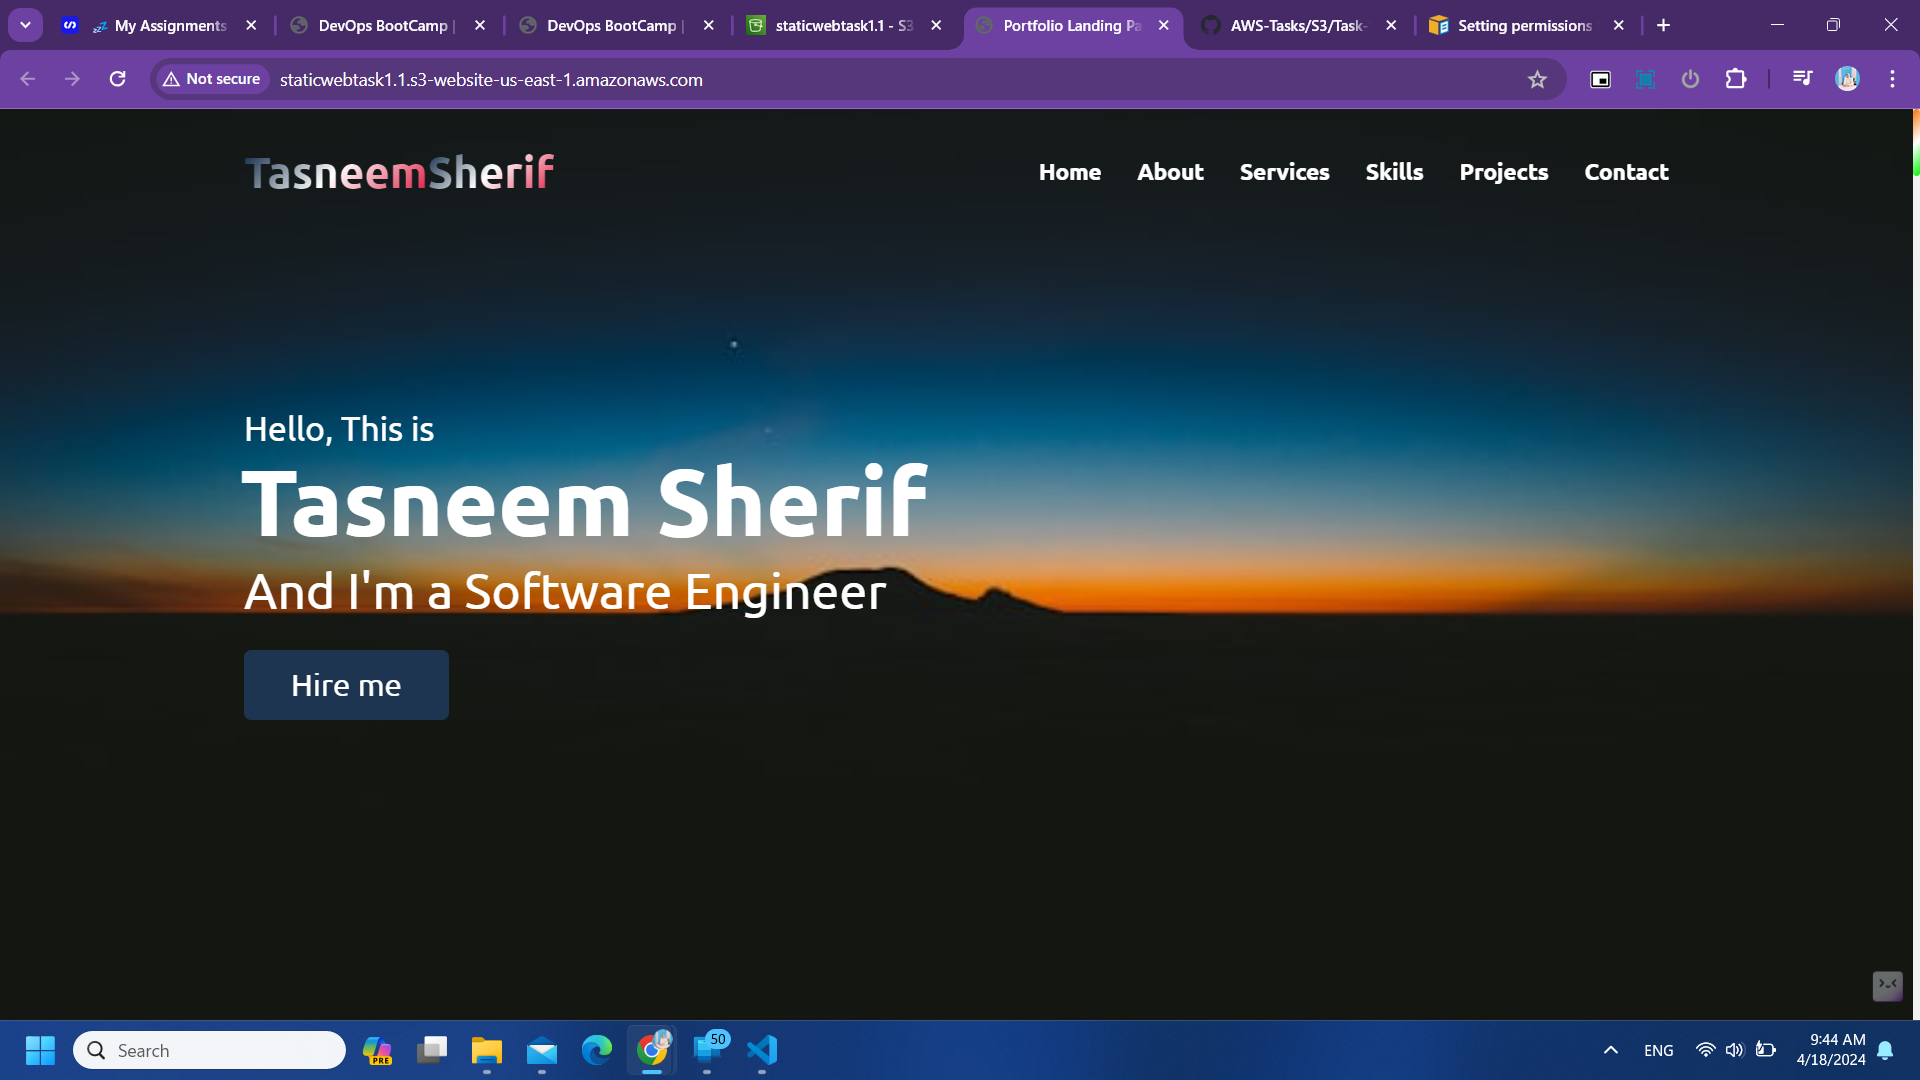 My Assignments
DevOps BootCamp |
DevOps BootCamp |
staticwebtask1.1 - S3
Portfolio Landing Pa
AWS-Tasks/S3/Task-
Setting permissions
Not secure
staticwebtask1.1.s3-website-us-east-1.amazonaws.com
TasneemSherif
Home
About
Services
Skills
Projects
Contact
Hello, This is
Tasneem Sherif
And I'm a Software Engineer
Hire me
Search
PRE
50
ENG
9:44 AM
4/18/2024